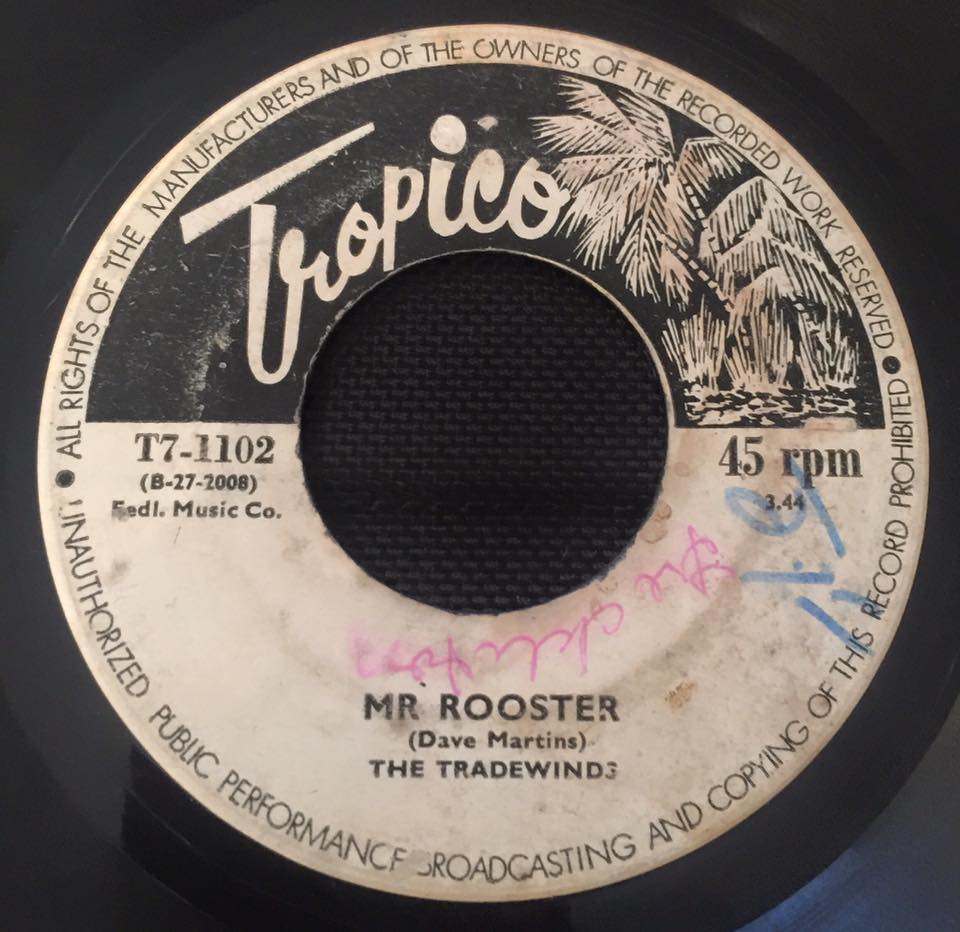 ALL RIGHTS OF THE MANUFACTURERS AND OF THE OWNERS OF THE RECORDED WORK RESERVED
Tropico
T7-1102
45 rpm
(B-27-2008)
3.44
Fedl. Music Co.
MR ROOSTER
(Dave Martins)
THE TRADEWINDS
UNAUTHORIZED PUBLIC PERFORMANCE BROADCASTING AND COPYING OF THIS RECORD PROHIBITED